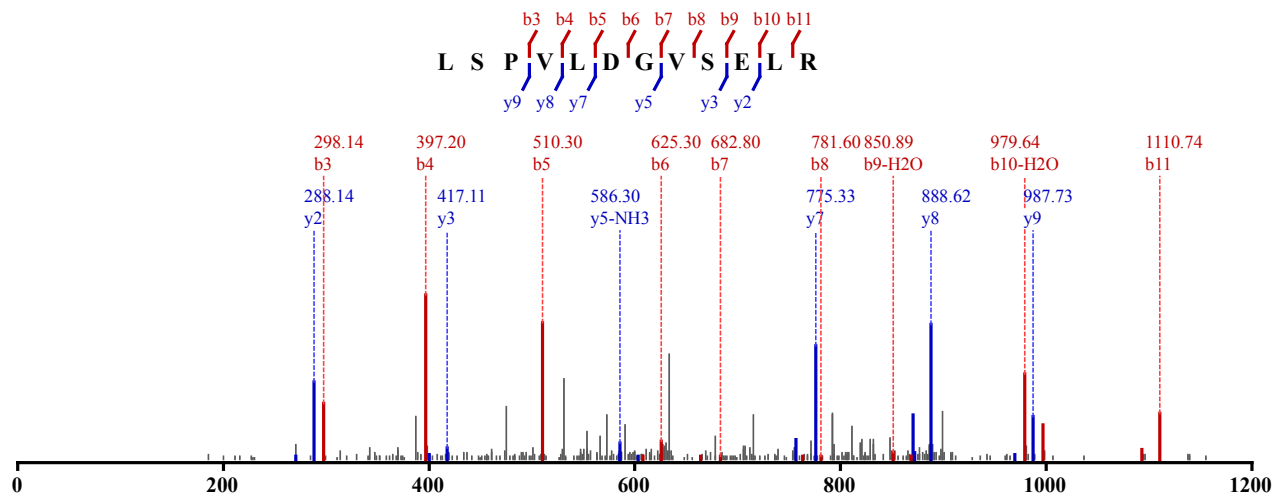 b3 b4 b5 b6 b7 b8 b9 b10 b11
L S P V L D G V S E L R
y9 y8 y7 y5 y3 y2
298.14 397.20 510.30 625.30 682.80 781.60 850.89 979.64 1110.74
b3 b4 b5 b6 b7 b8 b9-H2O b10-H2O b11
288.14 417.11 586.30 775.33 888.62 987.73
y2 y3 y5-NH3 y7 y8 y9
0 200 400 600 800 1000 1200